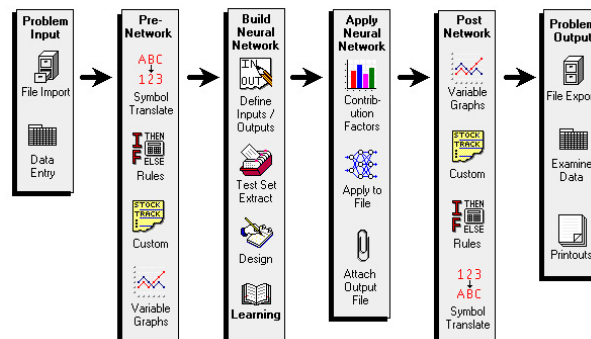 Problem
Input
File Import
Data
Entry
Pre-
Network
ABC
123
Symbol
Translate
IF
THEN
ELSE
Rules
STOCK
TRACK
Custom
Variable
Graphs
Build
Neural
Network
IN
OUT
Define
Inputs /
Outputs
Test Set
Extract
Design
Learning
Apply
Neural
Network
Contrib-
ution
Factors
Apply to
File
Attach
Output
File
Post
Network
Variable
Graphs
STOCK
TRACK
Custom
IF
THEN
ELSE
Rules
123
ABC
Symbol
Translate
Problem
Output
File Export
Examine
Data
Printouts